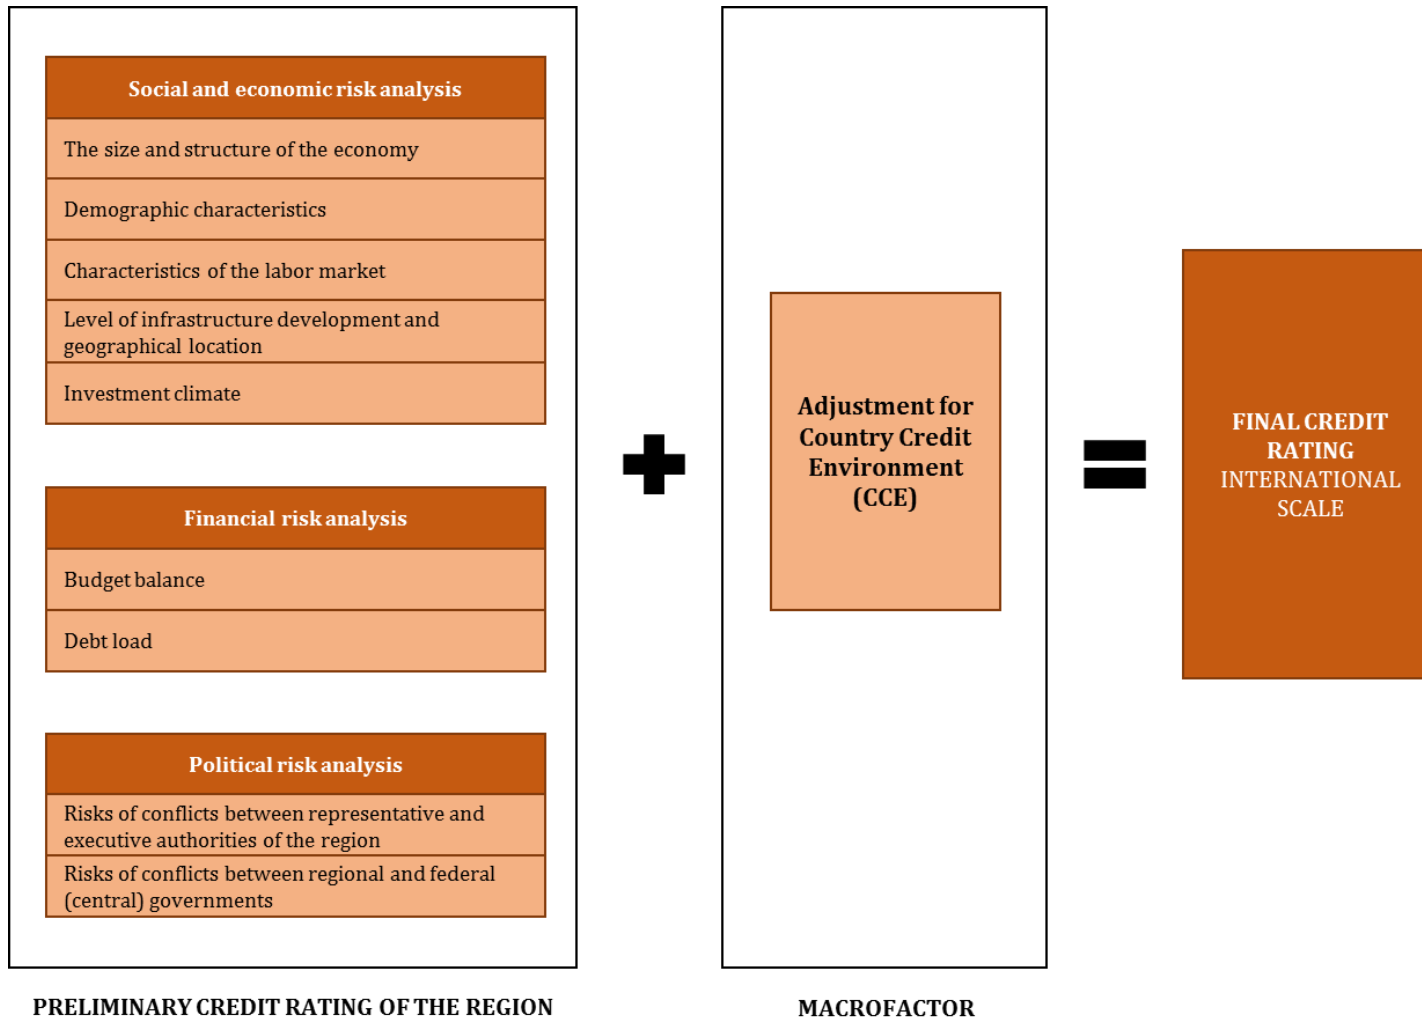 Social and economic risk analysis
The size and structure of the economy
Demographic characteristics
Characteristics of the labor market
Level of infrastructure development and
geographical location
Investment climate
Financial risk analysis
Budget balance
Debt load
Political risk analysis
Risks of conflicts between representative and
executive authorities of the region
Risks of conflicts between regional and federal
(central) governments
PRELIMINARY CREDIT RATING OF THE REGION
Adjustment for
Country Credit
Environment
(CCE)
MACROFACTOR
FINAL CREDIT
RATING
INTERNATIONAL
SCALE